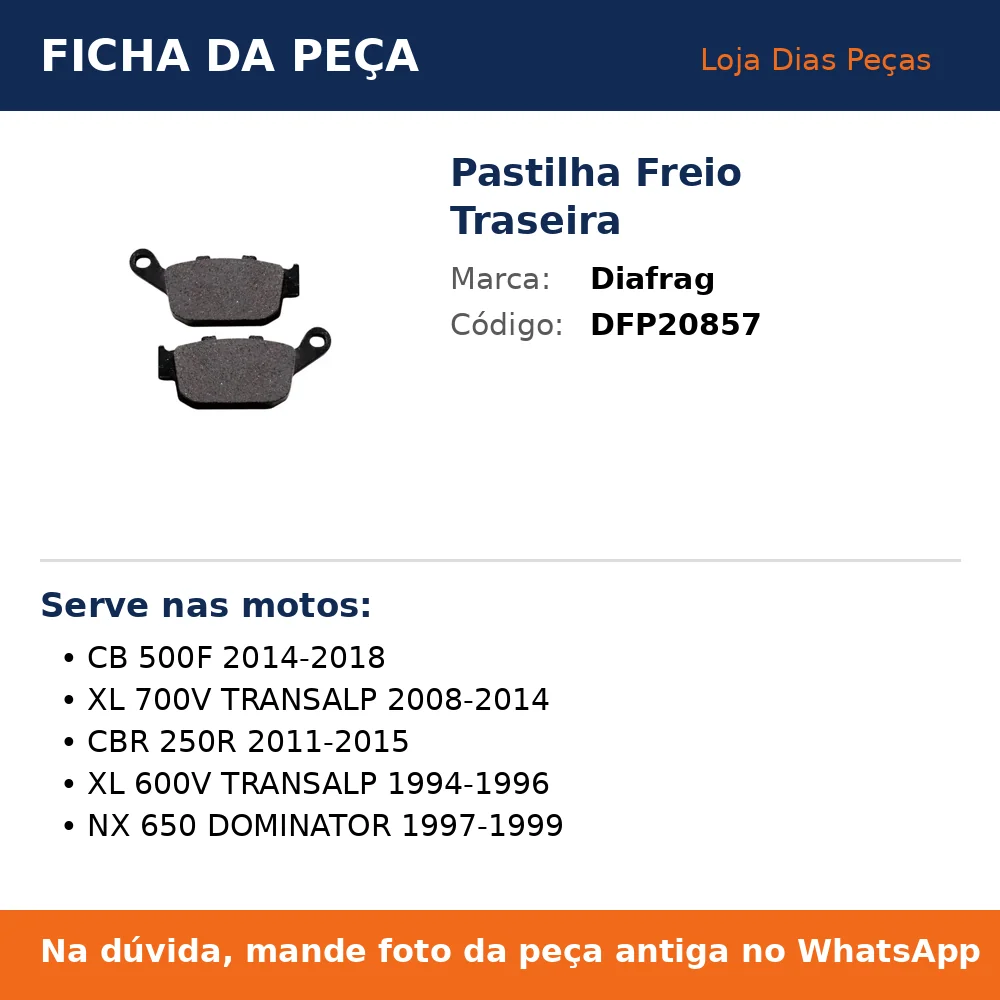 FICHA DA PEÇA
Loja Dias Peças
Pastilha Freio
Traseira
Marca: Diafrag
Código: DFP20857
Serve nas motos:
• CB 500F 2014-2018
• XL 700V TRANSALP 2008-2014
• CBR 250R 2011-2015
• XL 600V TRANSALP 1994-1996
• NX 650 DOMINATOR 1997-1999
Na dúvida, mande foto da peça antiga no WhatsApp